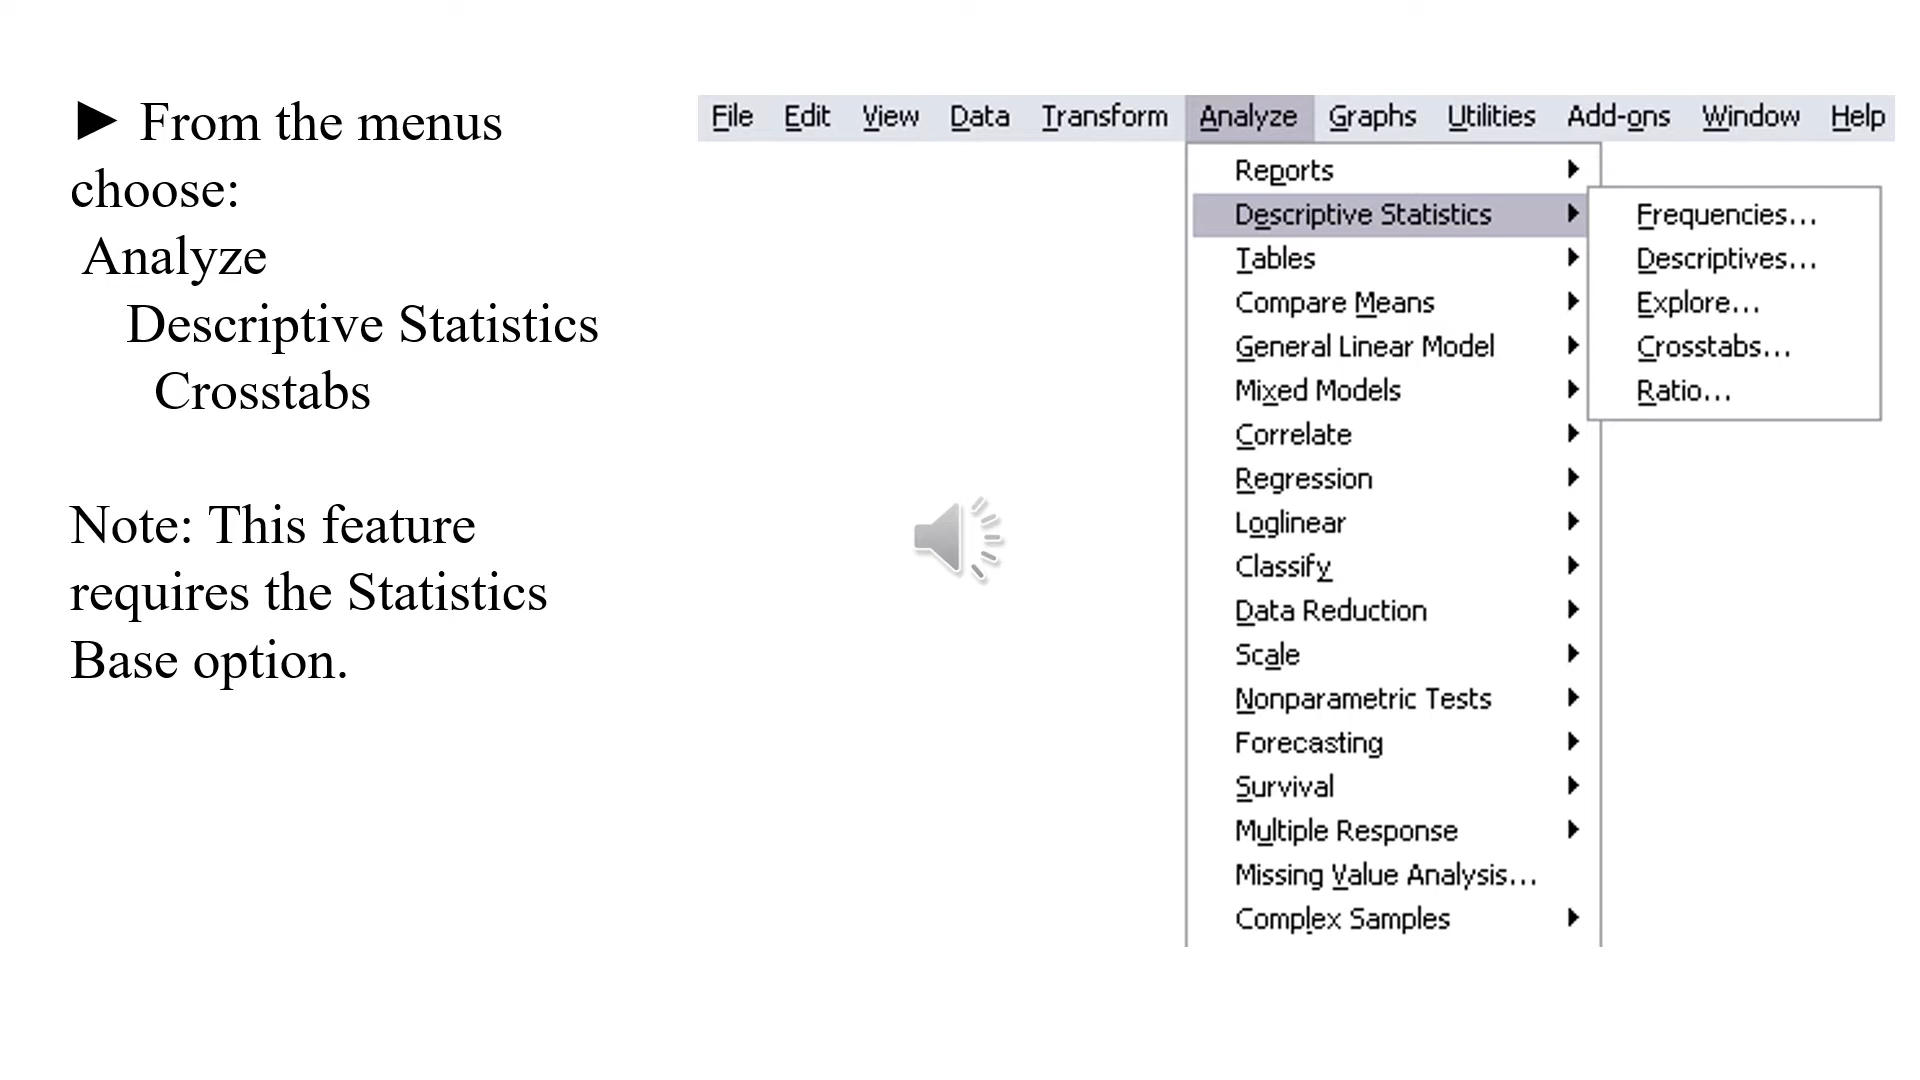 ► From the menus
choose:
Analyze
Descriptive Statistics
Crosstabs
Note: This feature
requires the Statistics
Base option.
File Edit View Data Transform Analyze Graphs Utilities Add-ons Window Help
Reports
Descriptive Statistics
Tables
Compare Means
General Linear Model
Mixed Models
Correlate
Regression
Loglinear
Classify
Data Reduction
Scale
Nonparametric Tests
Forecasting
Survival
Multiple Response
Missing Value Analysis...
Complex Samples
Frequencies...
Descriptives...
Explore...
Crosstabs...
Ratio...